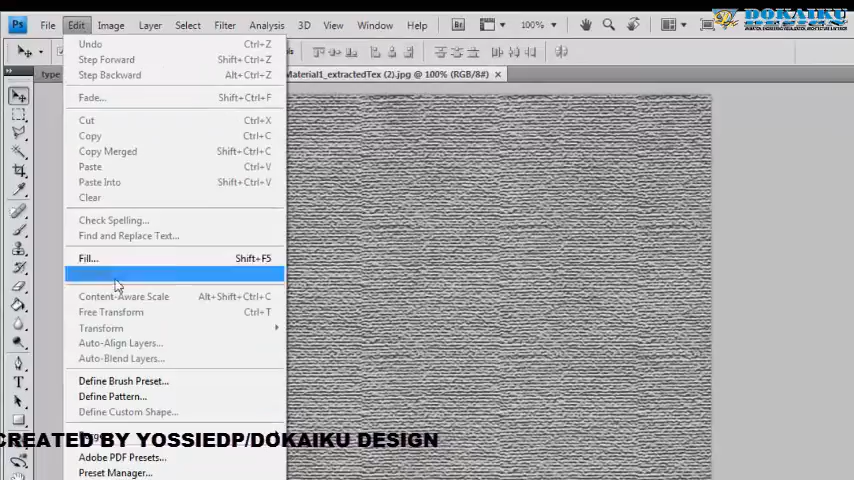 Ps File Edit Image Layer Select Filter Analysis 3D View Window Help Br 100%
DOKAIKU
type
Material1_extractedTex (2).jpg @ 100% (RGB/8#) ×
Undo Ctrl+Z
Step Forward Shift+Ctrl+Z
Step Backward Alt+Ctrl+Z
Fade... Shift+Ctrl+F
Cut Ctrl+X
Copy Ctrl+C
Copy Merged Shift+Ctrl+C
Paste Ctrl+V
Paste Into Shift+Ctrl+V
Clear
Check Spelling...
Find and Replace Text...
Fill... Shift+F5
Content-Aware Scale Alt+Shift+Ctrl+C
Free Transform Ctrl+T
Transform
Auto-Align Layers...
Auto-Blend Layers...
Define Brush Preset...
Define Pattern...
Define Custom Shape...
CREATED BY YOSSIEDP/DOKAIKU DESIGN
Adobe PDF Presets...
Preset Manager...